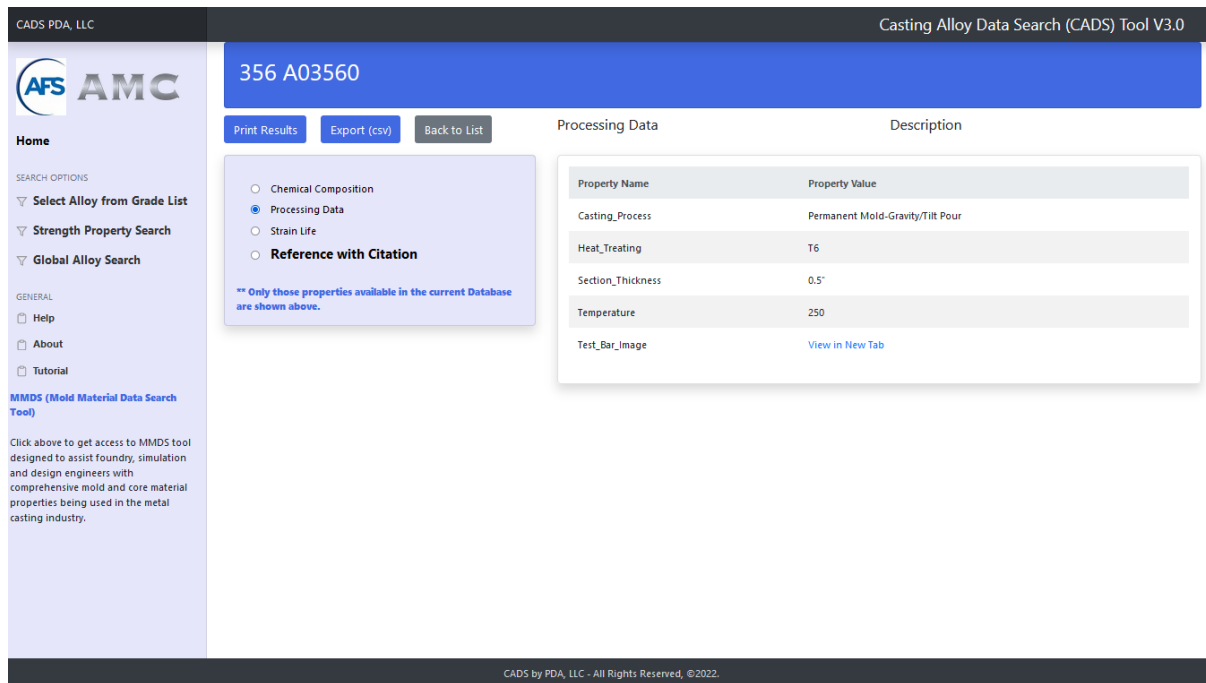 CADS PDA, LLC
Casting Alloy Data Search (CADS) Tool V3.0
AFS AMC
Home
SEARCH OPTIONS
Select Alloy from Grade List
Strength Property Search
Global Alloy Search
GENERAL
Help
About
Tutorial
MMDS (Mold Material Data Search
Tool)
Click above to get access to MMDS tool
designed to assist foundry, simulation
and design engineers with
comprehensive mold and core material
properties being used in the metal
casting industry.
356 A03560
Print Results Export (csv) Back to List
Chemical Composition
Processing Data
Strain Life
Reference with Citation
** Only those properties available in the current Database
are shown above.
Processing Data Description
Property Name Property Value
Casting_Process Permanent Mold-Gravity/Tilt Pour
Heat_Treating T6
Section_Thickness 0.5"
Temperature 250
Test_Bar_Image View in New Tab
CADS by PDA, LLC - All Rights Reserved, ©2022.